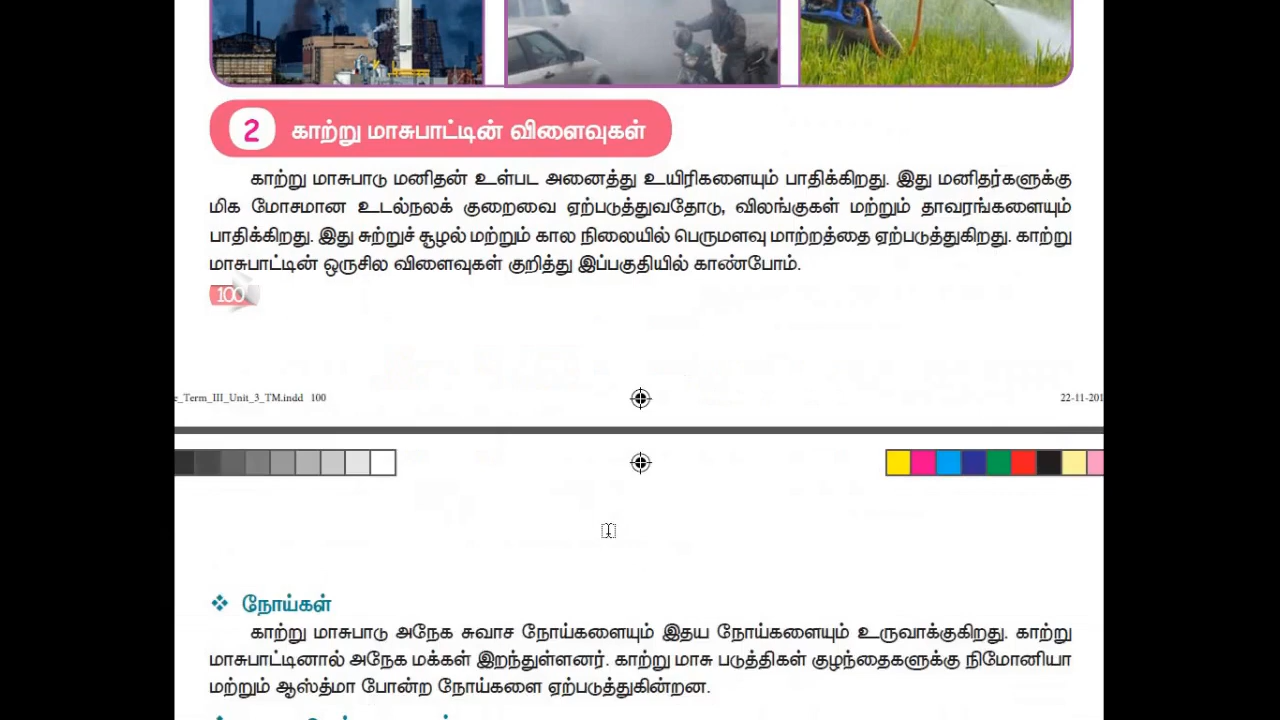 2 காற்று மாசுபாட்டின் விளைவுகள்
காற்று மாசுபாடு மனிதன் உள்பட அனைத்து உயிரிகளையும் பாதிக்கிறது. இது மனிதர்களுக்கு
மிக மோசமான உடல்நலக் குறைவை ஏற்படுத்துவதோடு, விலங்குகள் மற்றும் தாவரங்களையும்
பாதிக்கிறது. இது சுற்றுச் சூழல் மற்றும் கால நிலையில் பெருமளவு மாற்றத்தை ஏற்படுத்துகிறது. காற்று
மாசுபாட்டின் ஒருசில விளைவுகள் குறித்து இப்பகுதியில் காண்போம்.
100
e_Term_III_Unit_3_TM.indd 100 22-11-201
❖ நோய்கள்
காற்று மாசுபாடு அநேக சுவாச நோய்களையும் இதய நோய்களையும் உருவாக்குகிறது. காற்று
மாசுபாட்டினால் அநேக மக்கள் இறந்துள்ளனர். காற்று மாசு படுத்திகள் குழந்தைகளுக்கு நிமோனியா
மற்றும் ஆஸ்த்மா போன்ற நோய்களை ஏற்படுத்துகின்றன.